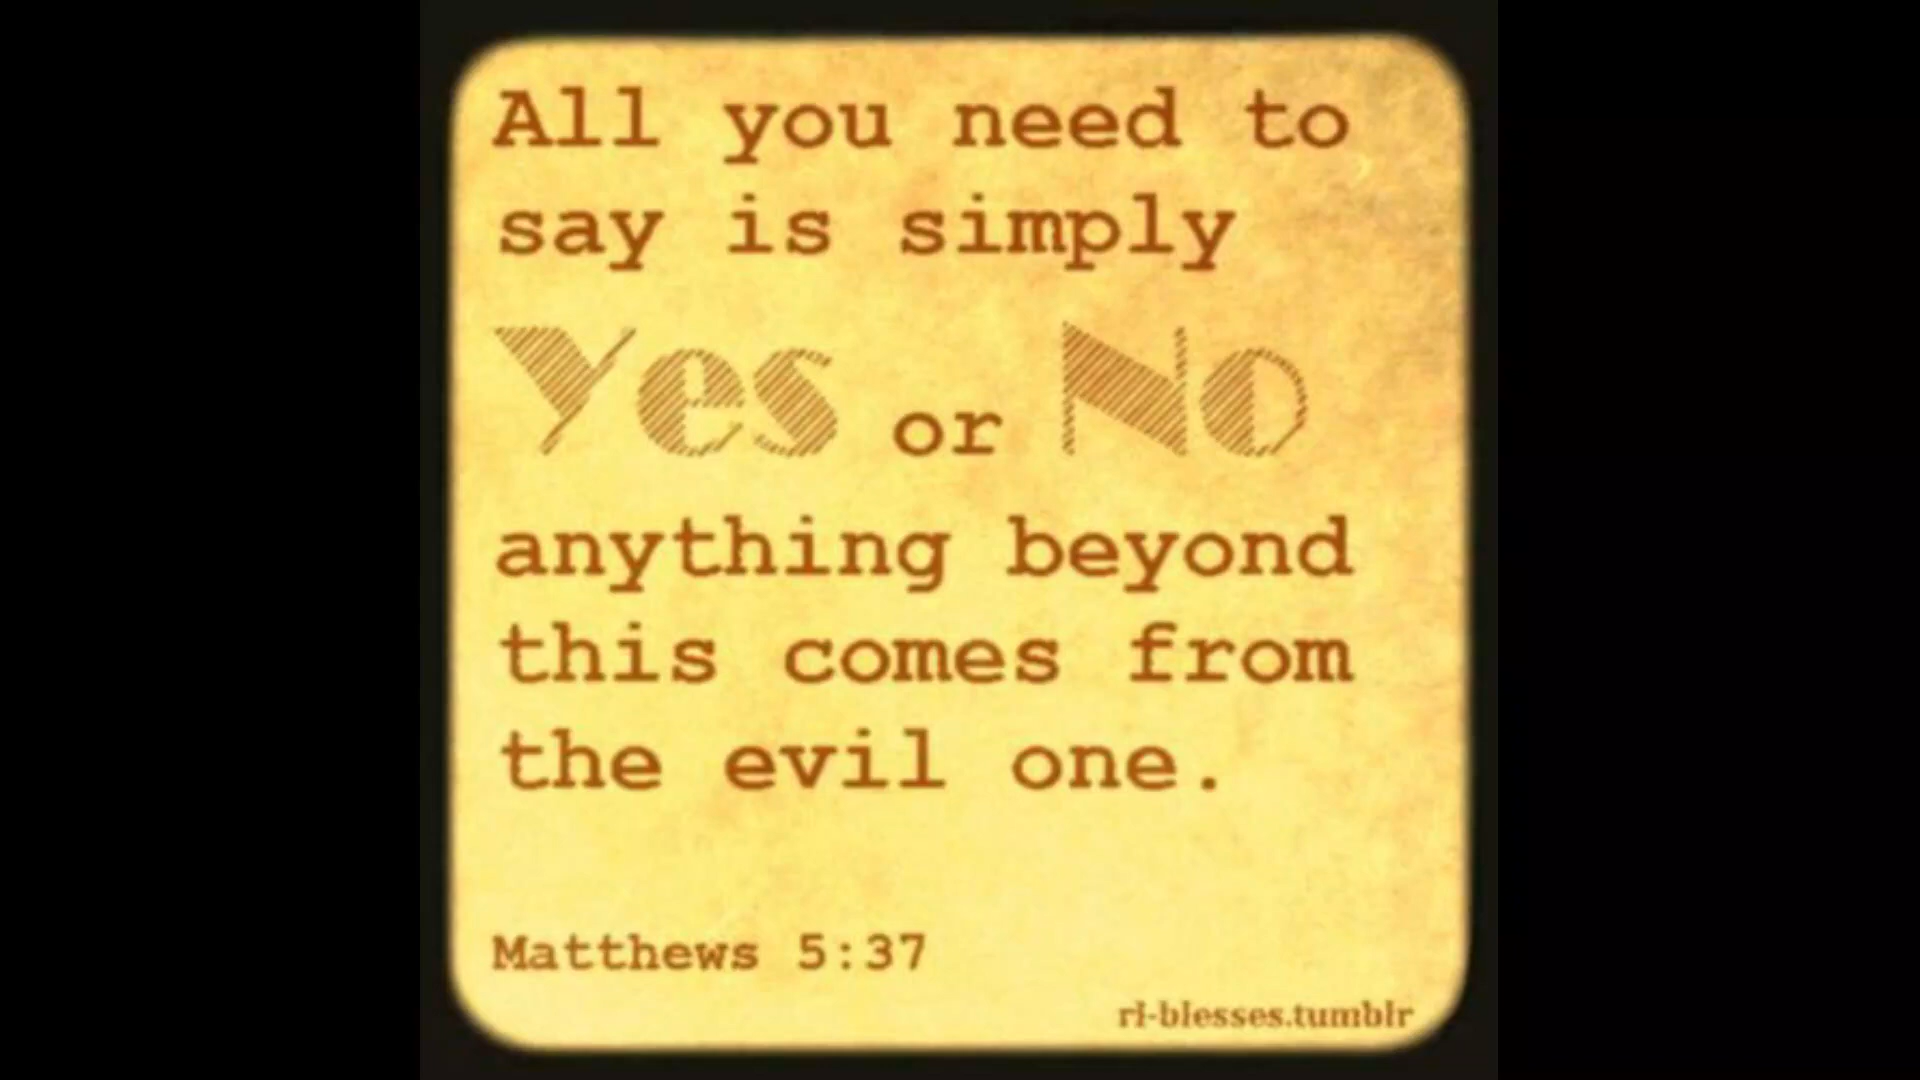 All you need to
say is simply
Yes or No
anything beyond
this comes from
the evil one.
Matthews 5:37
rl-blesses.tumblr